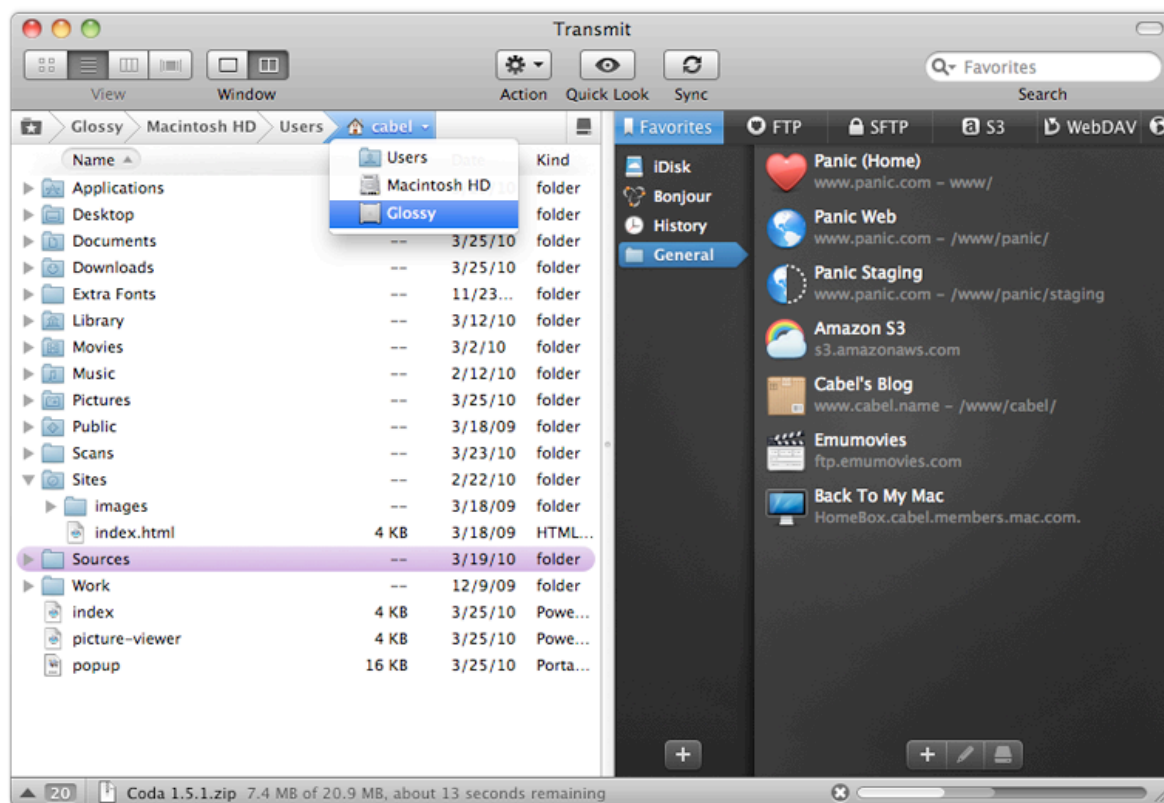 Transmit
View
Window
Action
Quick Look
Sync
Favorites
Search
Glossy Macintosh HD Users cabel
Users
Macintosh HD
Glossy
Name Kind
Applications folder
Desktop folder
Documents -- 3/25/10 folder
Downloads -- 3/25/10 folder
Extra Fonts -- 11/23... folder
Library -- 3/12/10 folder
Movies -- 3/2/10 folder
Music -- 2/12/10 folder
Pictures -- 3/25/10 folder
Public -- 3/18/09 folder
Scans -- 3/23/10 folder
Sites -- 2/22/10 folder
images -- 3/18/09 folder
index.html 4 KB 3/18/09 HTML...
Sources -- 3/19/10 folder
Work -- 12/9/09 folder
index 4 KB 3/25/10 Powe...
picture-viewer 4 KB 3/25/10 Powe...
popup 16 KB 3/25/10 Porta...
Favorites FTP SFTP S3 WebDAV
iDisk
Bonjour
History
General
Panic (Home)
www.panic.com – www/
Panic Web
www.panic.com – /www/panic/
Panic Staging
www.panic.com – /www/panic/staging
Amazon S3
s3.amazonaws.com
Cabel's Blog
www.cabel.name – /www/cabel/
Emumovies
ftp.emumovies.com
Back To My Mac
HomeBox.cabel.members.mac.com.
20 Coda 1.5.1.zip 7.4 MB of 20.9 MB, about 13 seconds remaining